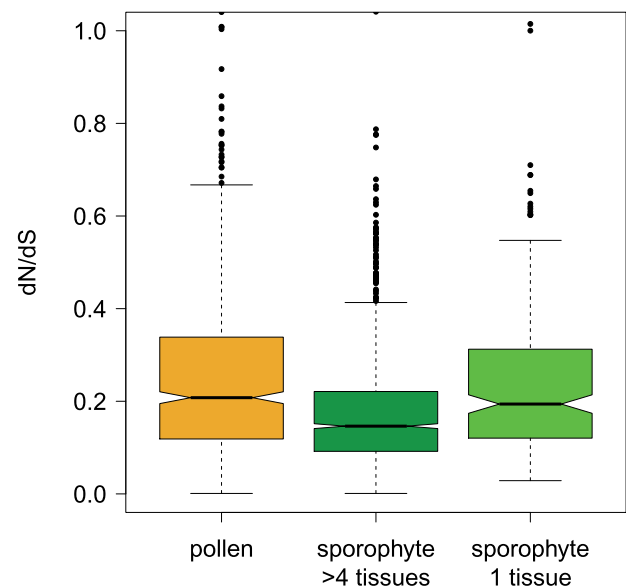 1.0
0.8
0.6
0.4
0.2
0.0
dN/dS
pollen
sporophyte
>4 tissues
sporophyte
1 tissue